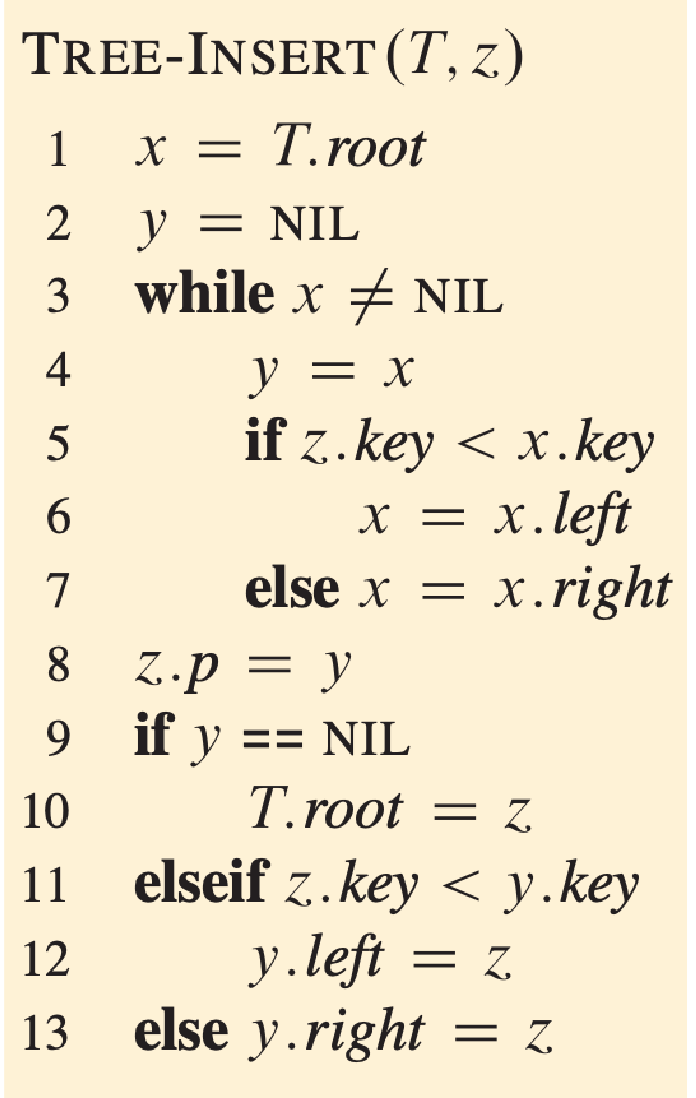 TREE-INSERT(T, z)
1 x = T.root
2 y = NIL
3 while x ≠ NIL
4 y = x
5 if z.key < x.key
6 x = x.left
7 else x = x.right
8 z.p = y
9 if y == NIL
10 T.root = z
11 elseif z.key < y.key
12 y.left = z
13 else y.right = z